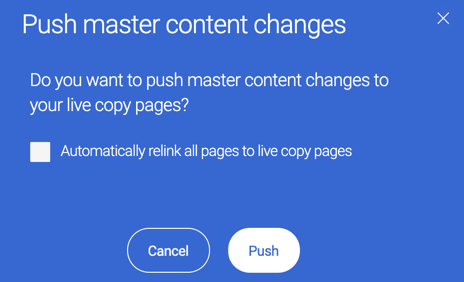 Push master content changes
Do you want to push master content changes to
your live copy pages?
Automatically relink all pages to live copy pages
Cancel
Push